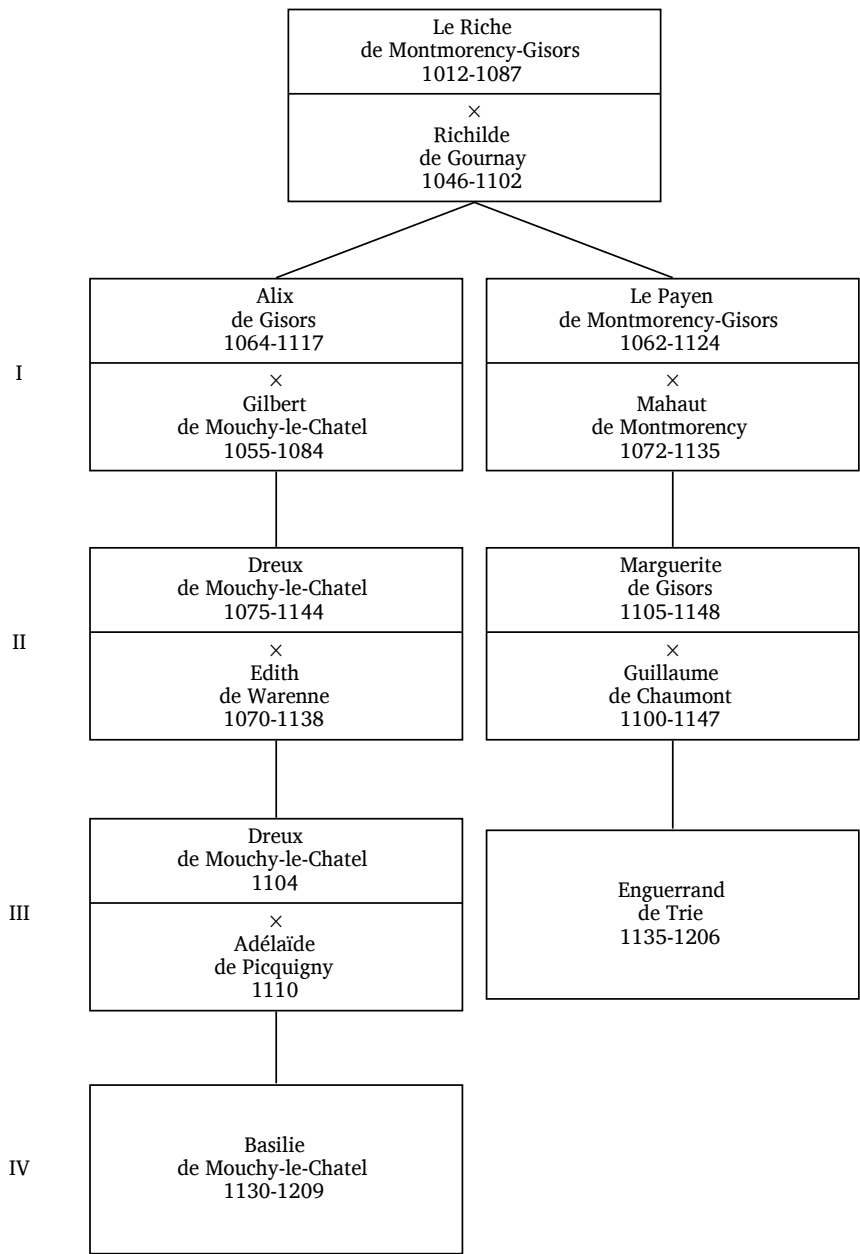 Le Riche
de Montmorency-Gisors
1012-1087
×
Richilde
de Gournay
1046-1102
I
Alix
de Gisors
1064-1117
×
Gilbert
de Mouchy-le-Chatel
1055-1084
Le Payen
de Montmorency-Gisors
1062-1124
×
Mahaut
de Montmorency
1072-1135
II
Dreux
de Mouchy-le-Chatel
1075-1144
×
Edith
de Warenne
1070-1138
Marguerite
de Gisors
1105-1148
×
Guillaume
de Chaumont
1100-1147
III
Dreux
de Mouchy-le-Chatel
1104
×
Adélaïde
de Picquigny
1110
Enguerrand
de Trie
1135-1206
IV
Basilie
de Mouchy-le-Chatel
1130-1209